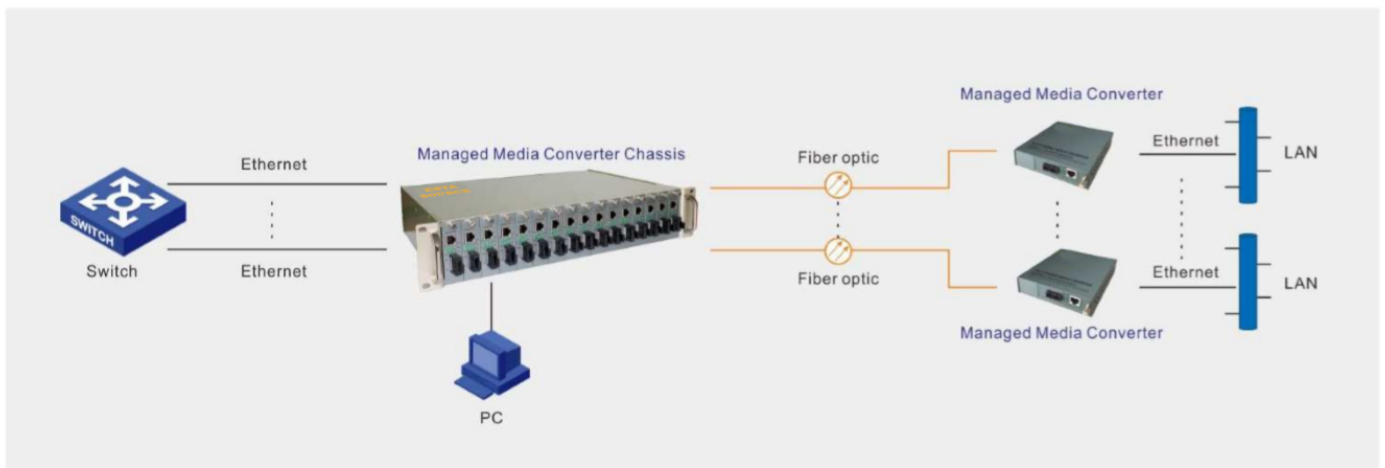 Managed Media Converter
Ethernet
Managed Media Converter Chassis
Fiber optic
Ethernet
LAN
SWITCH
Switch
Ethernet
Fiber optic
Ethernet
LAN
Managed Media Converter
PC